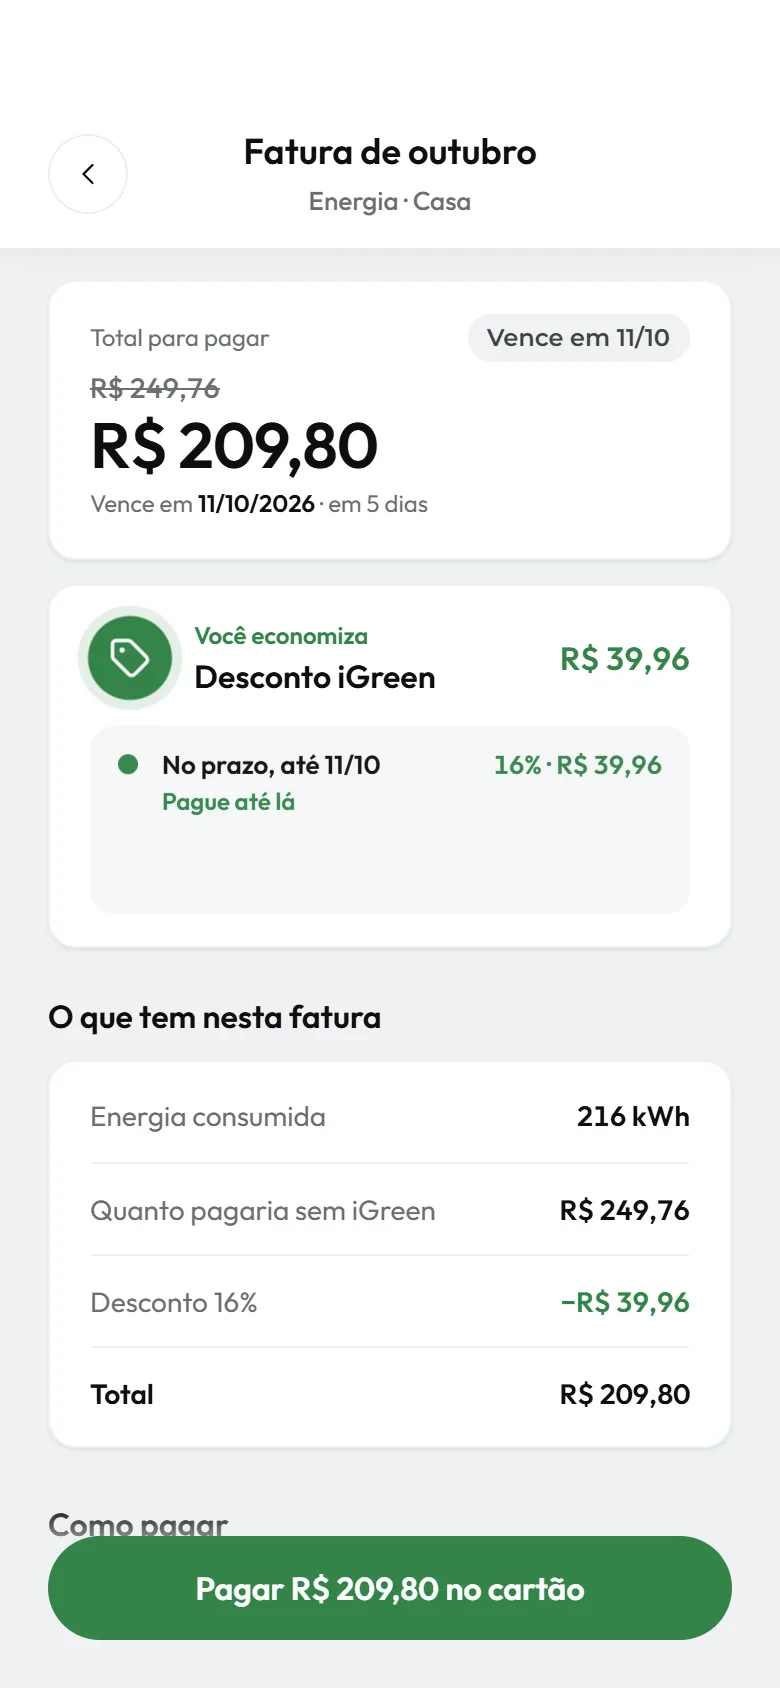 Fatura de outubro
Energia · Casa
Total para pagar
Vence em 11/10
R$ 249,76
R$ 209,80
Vence em 11/10/2026 · em 5 dias
Você economiza
Desconto iGreen
R$ 39,96
No prazo, até 11/10
16% · R$ 39,96
Pague até lá
O que tem nesta fatura
Energia consumida
216 kWh
Quanto pagaria sem iGreen
R$ 249,76
Desconto 16%
−R$ 39,96
Total
R$ 209,80
Como pagar
Pagar R$ 209,80 no cartão